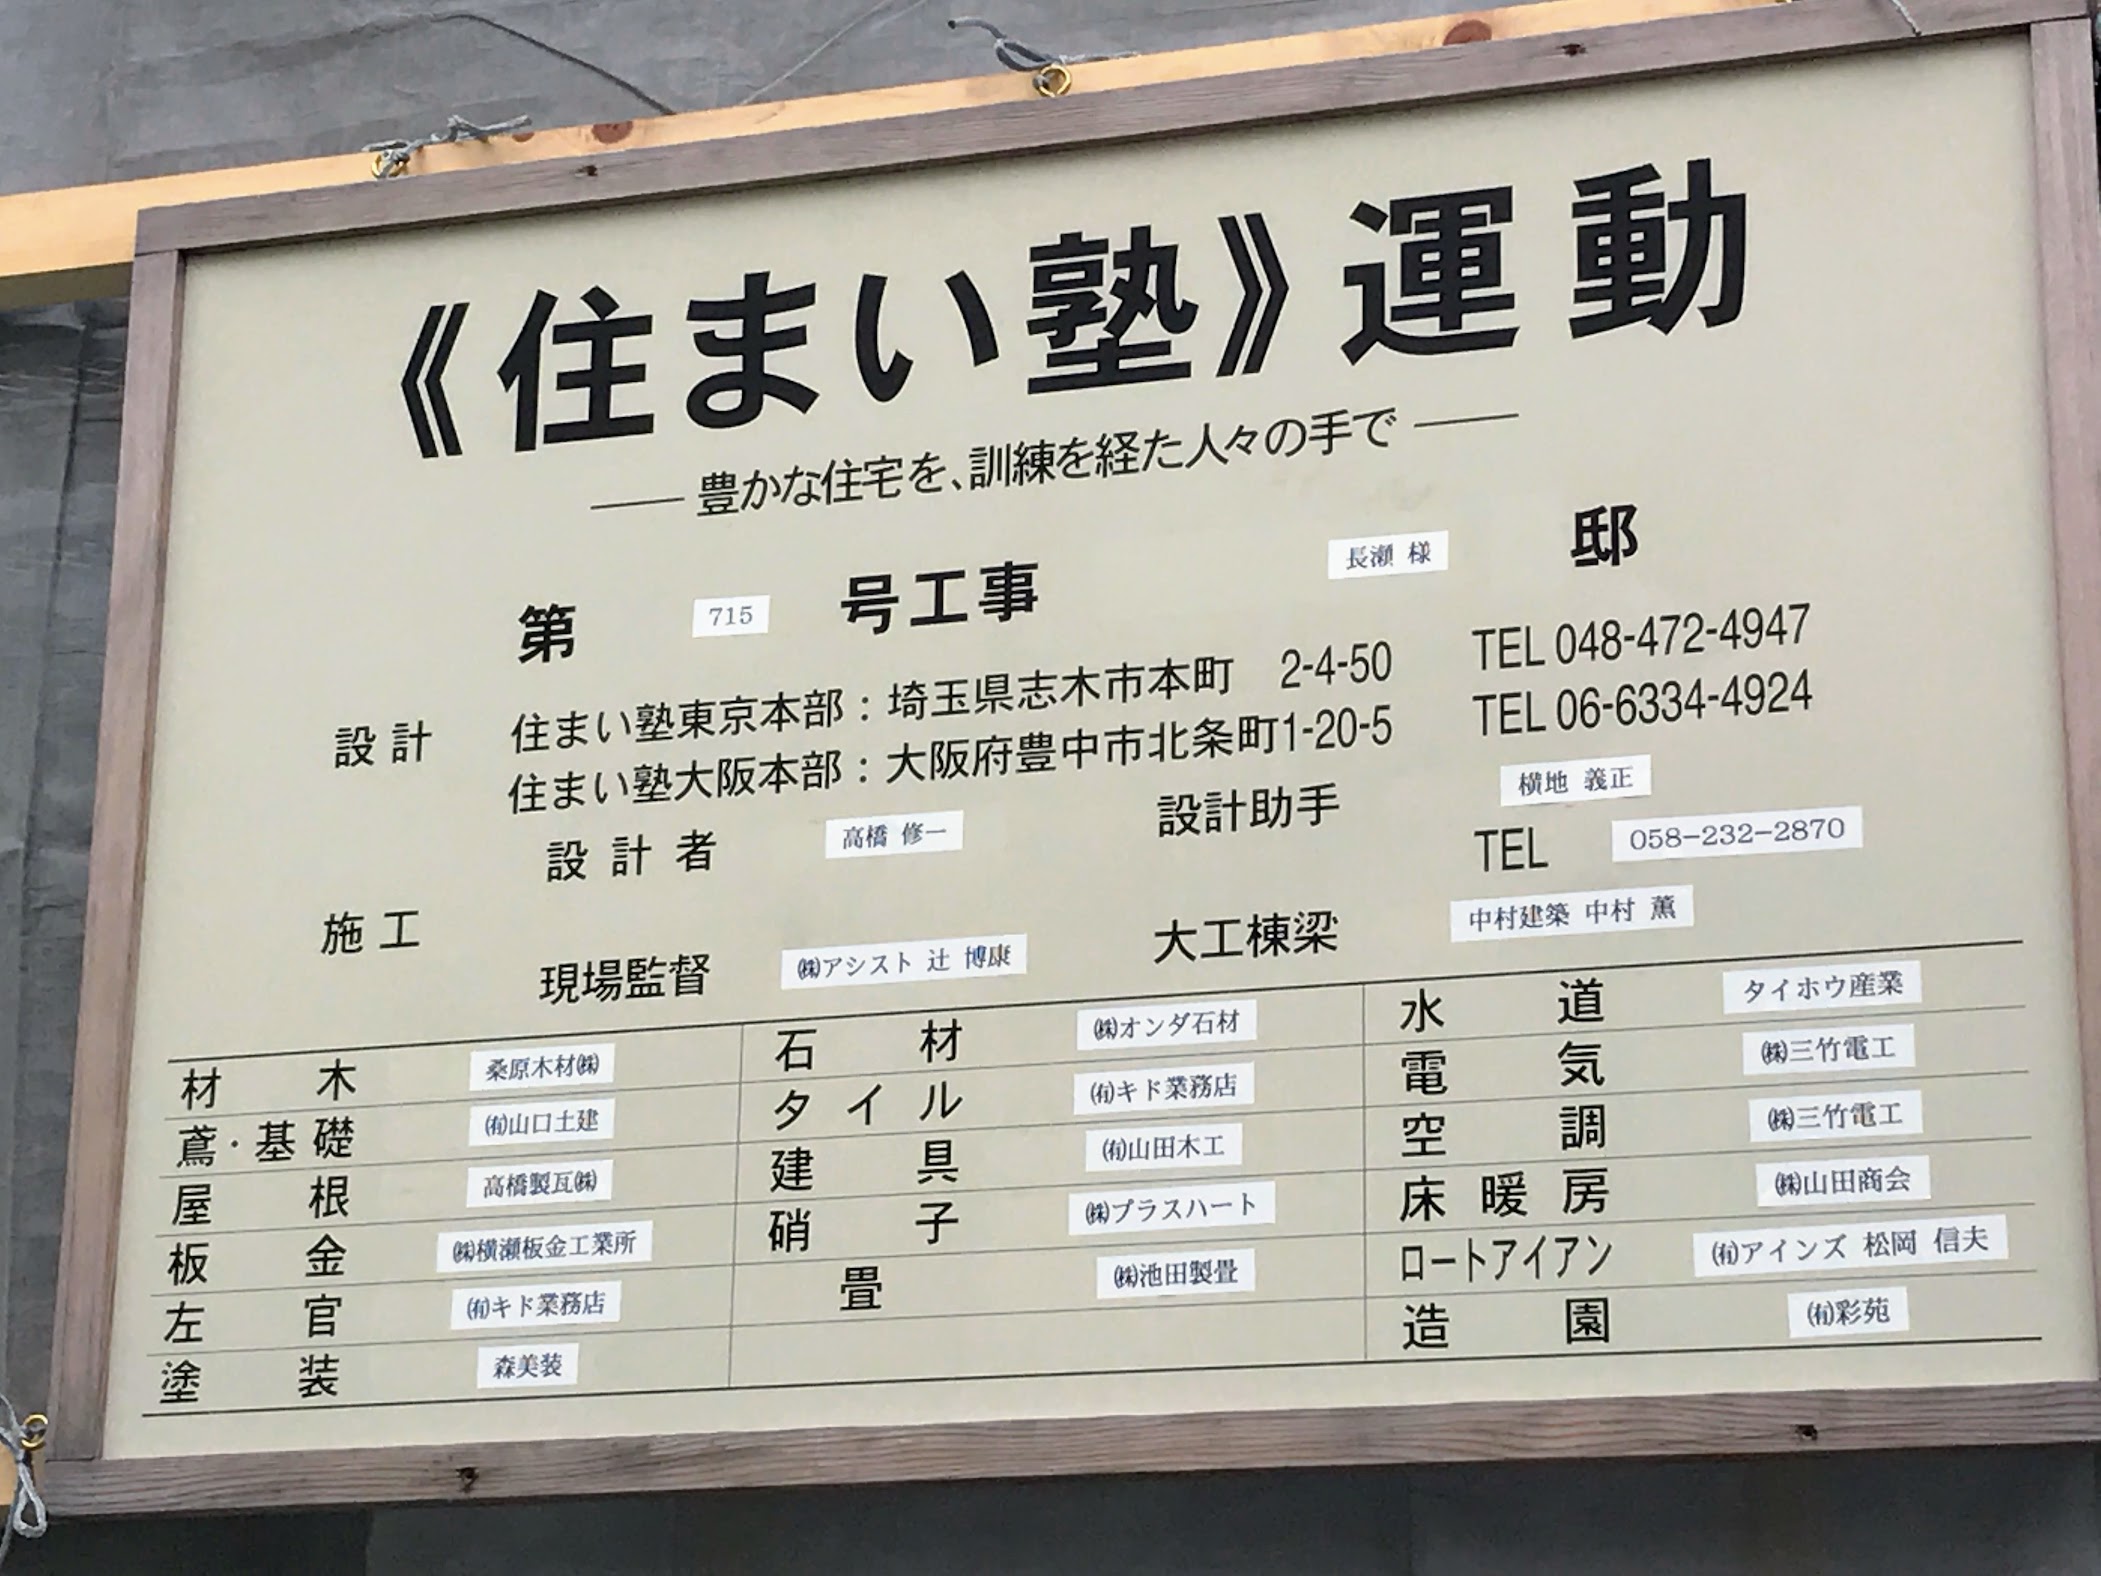 《住まい塾》運動
── 豊かな住宅を、訓練を経た人々の手で ──
第 715 号工事 長瀬 様 邸
設計 住まい塾東京本部：埼玉県志木市本町 2-4-50 TEL 048-472-4947
住まい塾大阪本部：大阪府豊中市北条町1-20-5 TEL 06-6334-4924
設計者 高橋 修一 設計助手 横地 義正
施工 TEL 058-232-2870
現場監督 ㈱アシスト 辻 博康 大工棟梁 中村建築 中村 薫
材木 桑原木材㈱ 石材 ㈱オンダ石材 水道 タイホウ産業
鳶・基礎 ㈲山口土建 タイル ㈲キド業務店 電気 ㈱三竹電工
屋根 高橋製瓦㈱ 建具 ㈲山田木工 空調 ㈱三竹電工
板金 ㈱横瀬板金工業所 硝子 ㈱プラスハート 床暖房 ㈱山田商会
左官 ㈲キド業務店 畳 ㈱池田製畳 ロートアイアン ㈲アインズ 松岡 信夫
塗装 森美装 造園 ㈲彩苑